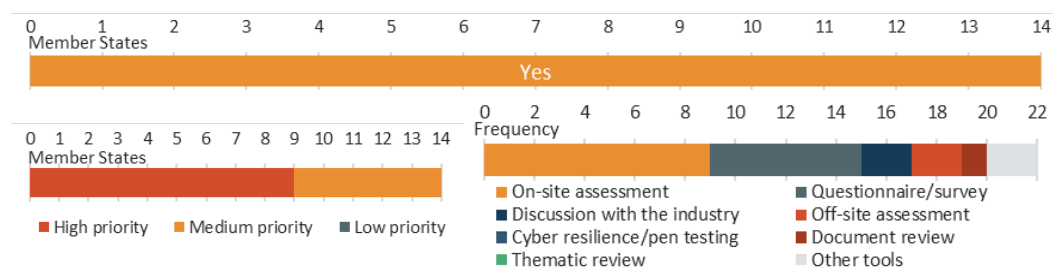 0 1 2 3 4 5 6 7 8 9 10 11 12 13 14
Member States
Yes
0 1 2 3 4 5 6 7 8 9 10 11 12 13 14
Member States
High priority Medium priority Low priority
0 2 4 6 8 10 12 14 16 18 20 22
Frequency
On-site assessment Questionnaire/survey
Discussion with the industry Off-site assessment
Cyber resilience/pen testing Document review
Thematic review Other tools